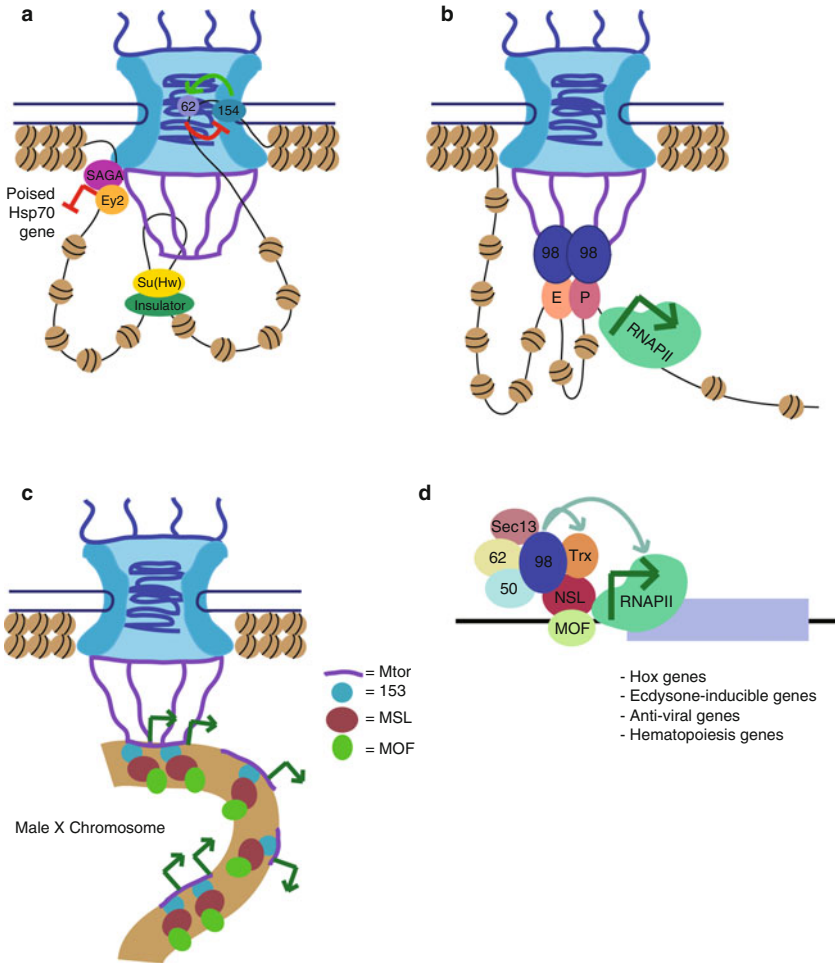 a
62
154
SAGA
Ey2
Poised
Hsp70
gene
Su(Hw)
Insulator
b
98
98
E
P
RNAPII
c
= Mtor
= 153
= MSL
= MOF
Male X Chromosome
d
Sec13
62
98
Trx
50
NSL
RNAPII
MOF
- Hox genes
- Ecdysone-inducible genes
- Anti-viral genes
- Hematopoiesis genes